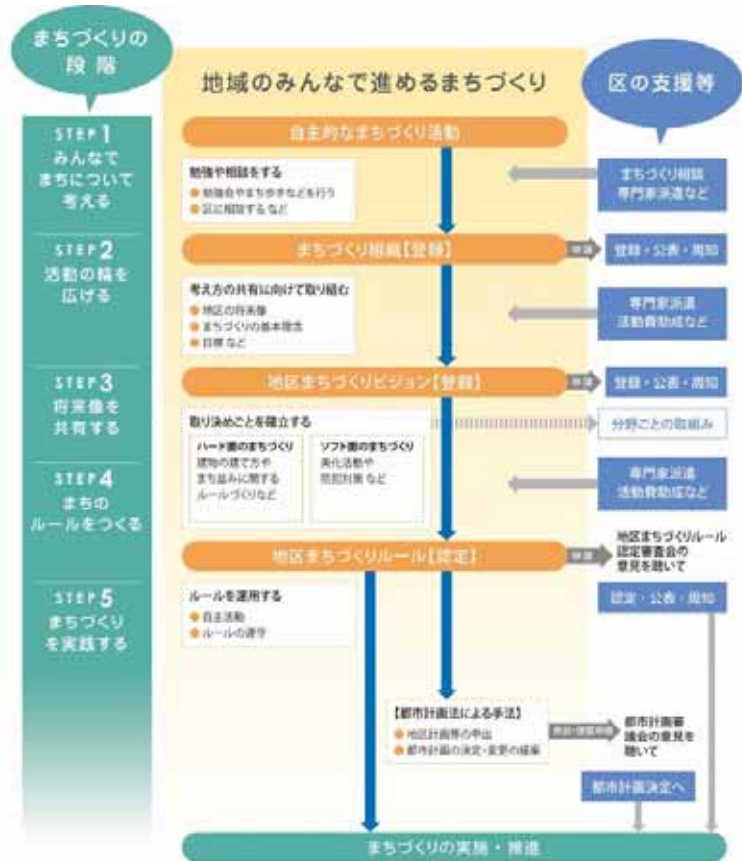 まちづくりの
段階
地域のみんなで進めるまちづくり
区の支援等
STEP1
みんなで
まちについて
考える
自主的なまちづくり活動
勉強や相談をする
勉強会やまち歩きなどを行う
区に相談する など
まちづくり相談
専門家派遣など
STEP2
活動の輪を
広げる
まちづくり組織【登録】
申請
登録・公表・周知
考え方の共有に向けて取り組む
地区の将来像
まちづくりの基本理念
目標 など
専門家派遣
活動費助成など
STEP3
将来像を
共有する
地区まちづくりビジョン【登録】
申請
登録・公表・周知
取り決めごとを確立する
分野ごとの取組み
ハード面のまちづくり
建物の建て方や
まち並みに関する
ルールづくりなど
ソフト面のまちづくり
美化活動や
防犯対策 など
STEP4
まちの
ルールをつくる
専門家派遣
活動費助成など
地区まちづくりルール【認定】
申請
地区まちづくりルール
認定審査会の
意見を聴いて
STEP5
まちづくり
を実践する
ルールを運用する
自主活動
ルールの遵守
認定・公表・周知
【都市計画法による手法】
地区計画等の申出
都市計画の決定・変更の提案
都市計画審
議会の意見を
聴いて
都市計画決定へ
まちづくりの実施・推進